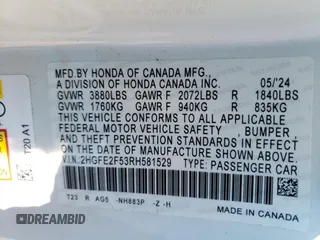 MFD. BY HONDA OF CANADA MFG.,
A DIVISION OF HONDA CANADA INC. 05/'24
GVWR 3880LBS GAWR F 2072LBS R 1840LBS
GVWR 1760KG GAWR F 940KG R 835KG
THIS VEHICLE CONFORMS TO ALL APPLICABLE
FEDERAL MOTOR VEHICLE SAFETY, BUMPER,
AND THEFT PREVENTION STANDARDS IN EFFECT ON
THE DATE OF MANUFACTURE SHOWN ABOVE.
V.I.N. 2HGFE2F53RH581529 TYPE: PASSENGER CAR
T23 R AG5 -NH883P -Z -H
MADE IN CANADA
T20 A1
DREAMBID